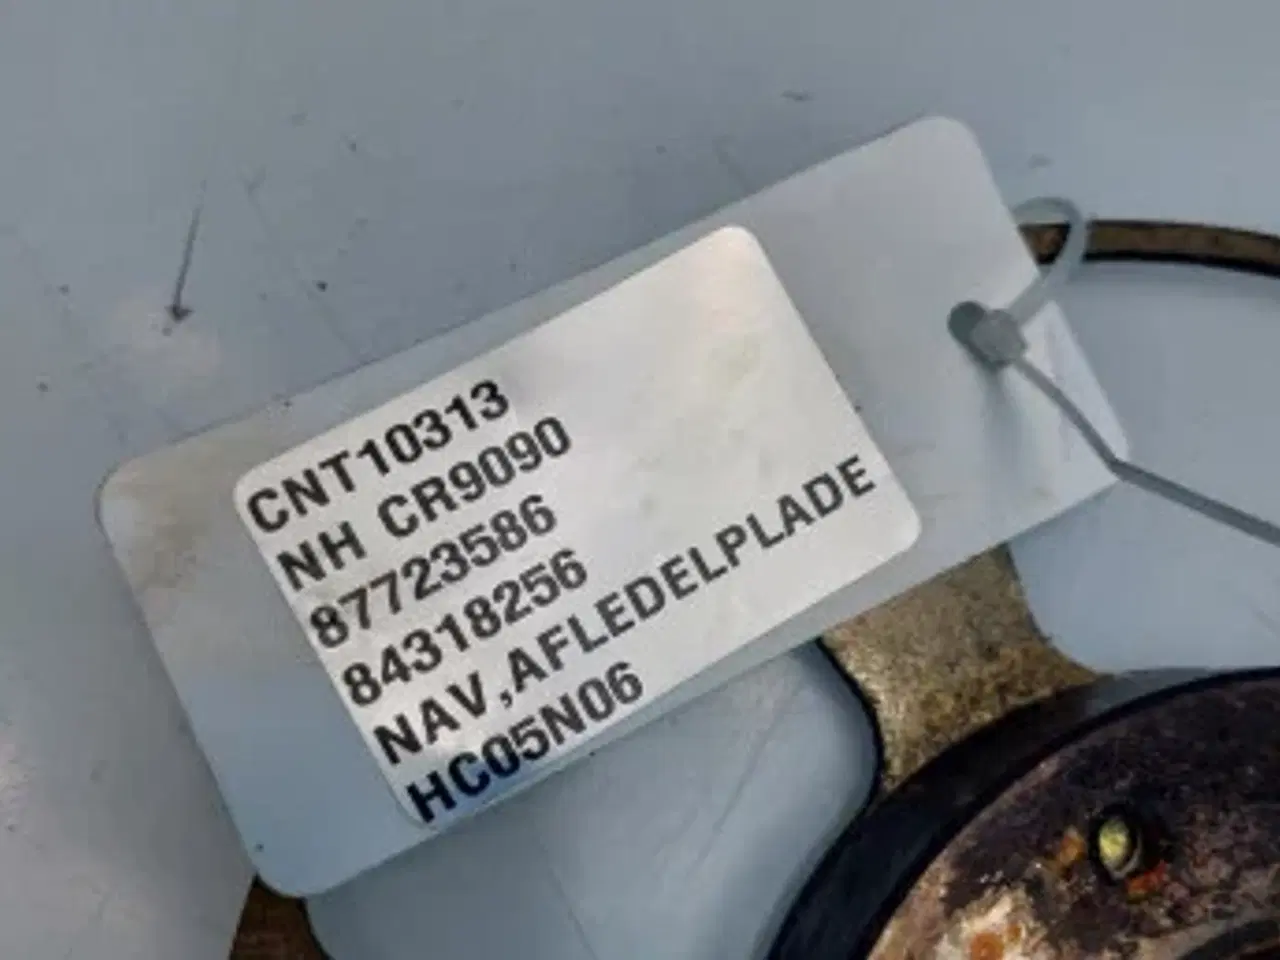 CNT10313
NH CR9090
87723586
84318256
NAV,AFLEDELPLADE
HC05N06